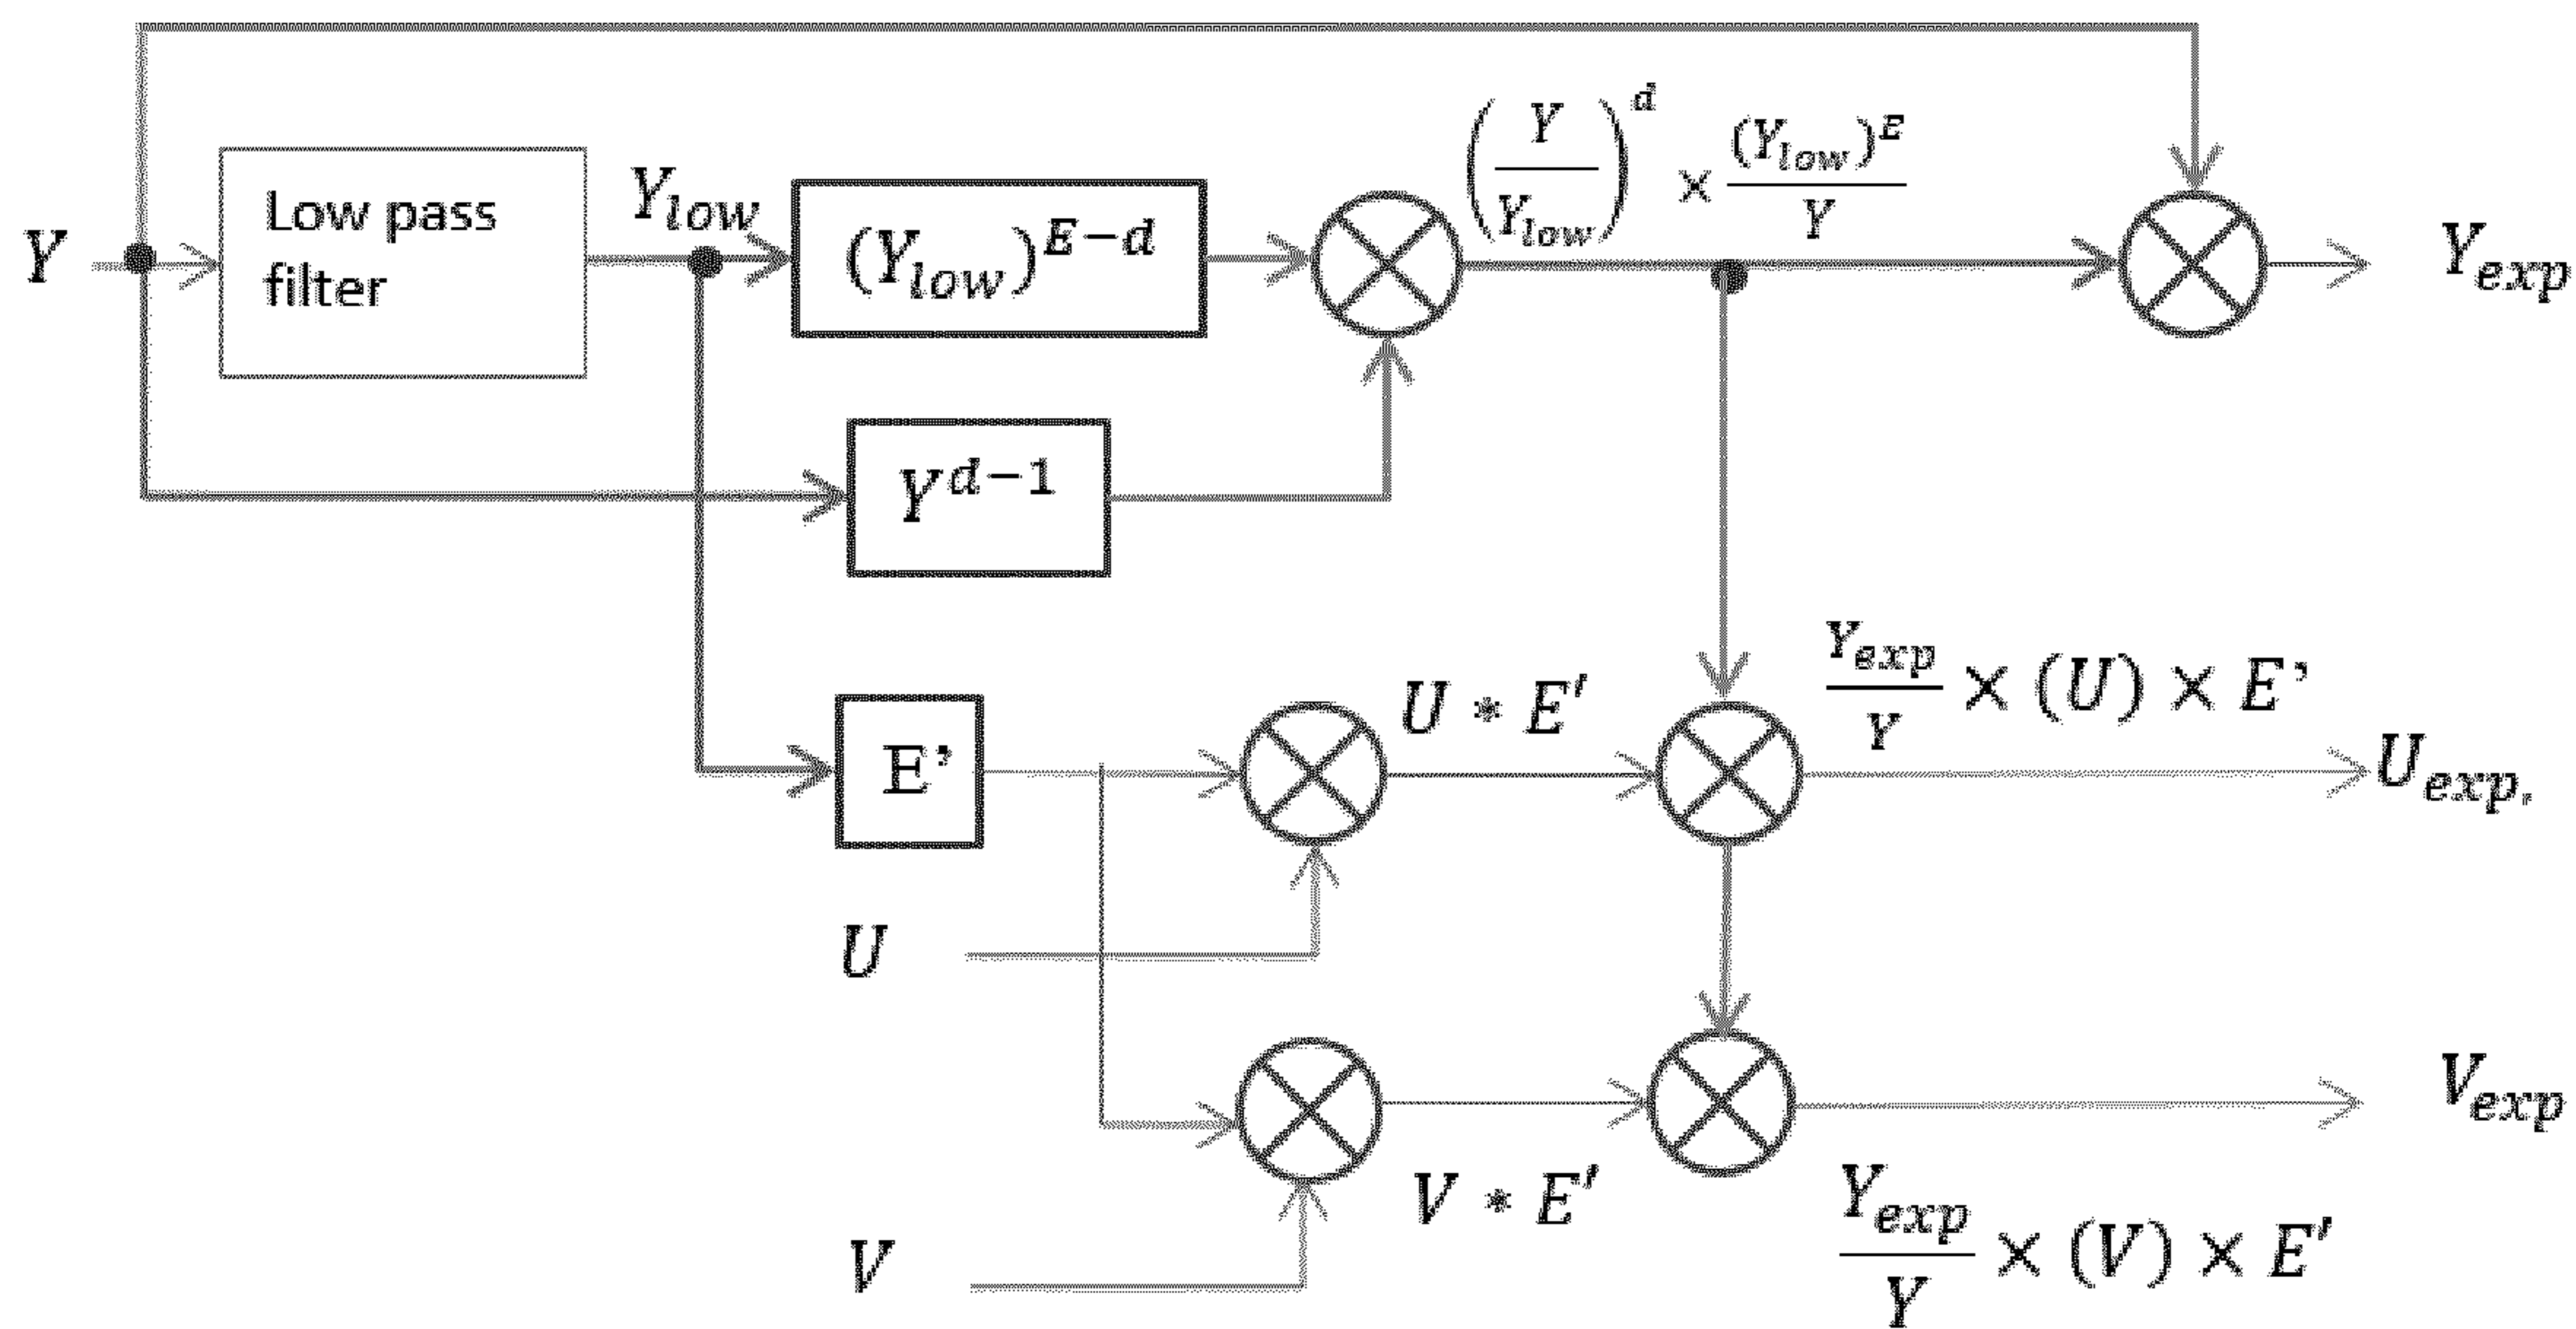 Y
Low pass
filter
Y_low
(Y_low)^{E-d}
(Y/Y_low)^d × (Y_low)^E/Y
Y_exp
Y^{d-1}
E’
U * E′
Y_exp/Y × (U) × E’
U_exp,
U
V * E′
V_exp
V
Y_exp/Y × (V) × E′